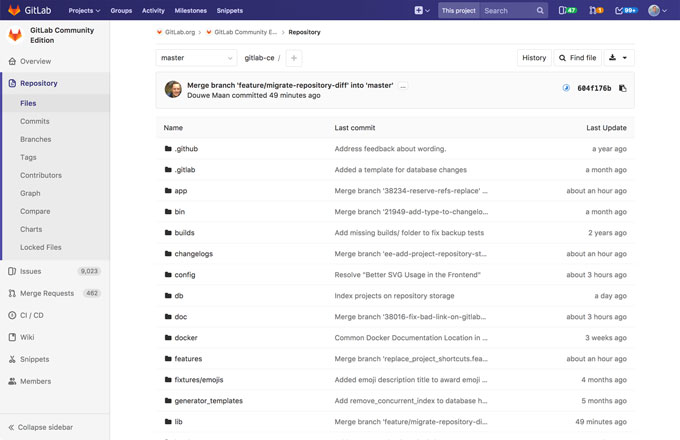 GitLab Projects Groups Activity Milestones Snippets This project Search 47 1 99+
GitLab Community
Edition
GitLab.org > GitLab Community E... > Repository
Overview
Repository
Files
Commits
Branches
Tags
Contributors
Graph
Compare
Charts
Locked Files
Issues 9,023
Merge Requests 462
CI / CD
Wiki
Snippets
Members
Collapse sidebar
master gitlab-ce / + History Find file
Merge branch 'feature/migrate-repository-diff' into 'master' ...
Douwe Maan committed 49 minutes ago
604f176b
Name Last commit Last Update
.github Address feedback about wording. a year ago
.gitlab Added a template for database changes a month ago
app Merge branch '38234-reserve-refs-replace' ... about an hour ago
bin Merge branch '21949-add-type-to-changelo... a month ago
builds Add missing builds/ folder to fix backup tests 2 years ago
changelogs Merge branch 'ee-add-project-repository-st... about an hour ago
config Resolve "Better SVG Usage in the Frontend" about 3 hours ago
db Index projects on repository storage a day ago
doc Merge branch '38016-fix-bad-link-on-gitlab... about 3 hours ago
docker Common Docker Documentation Location in ... 3 weeks ago
features Merge branch 'replace_project_shortcuts.fea... about an hour ago
fixtures/emojis Added emoji description title to award emoji ... 4 months ago
generator_templates Add remove_concurrent_index to database h... 5 months ago
lib Merge branch 'feature/migrate-repository-di... 49 minutes ago